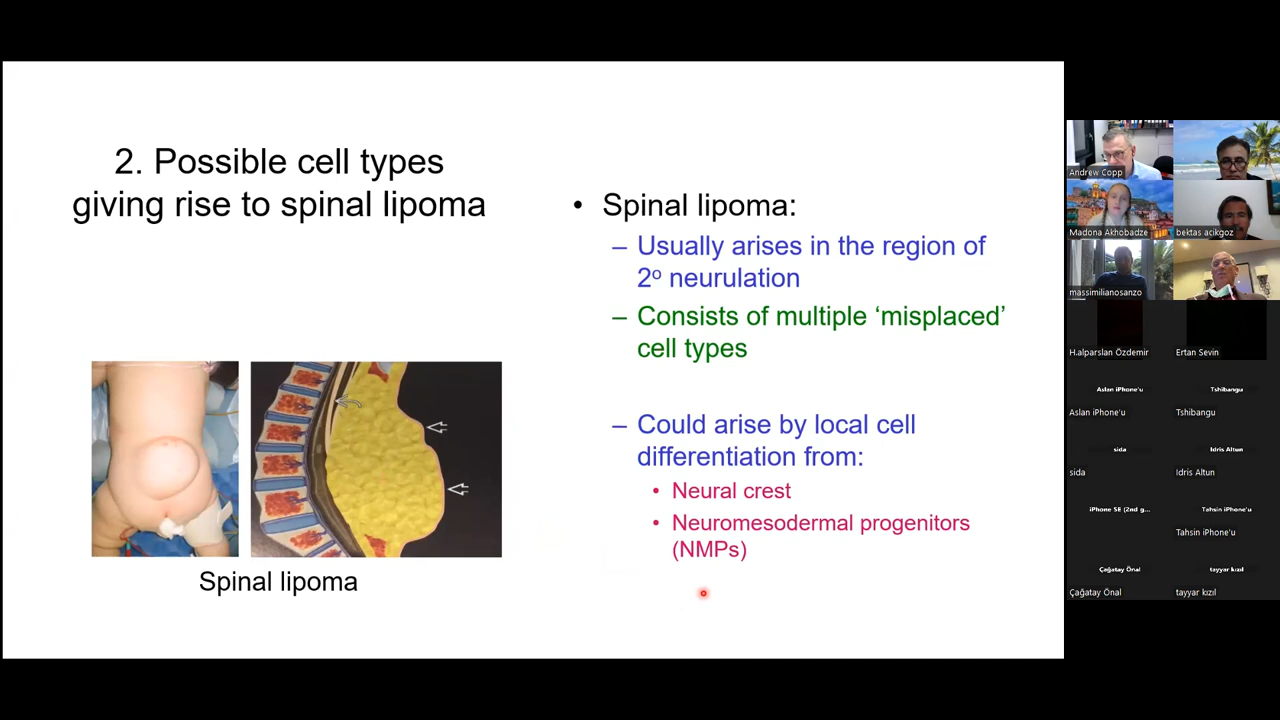 2. Possible cell types
giving rise to spinal lipoma
Spinal lipoma
• Spinal lipoma:
– Usually arises in the region of
2º neurulation
– Consists of multiple ‘misplaced’
cell types
– Could arise by local cell
differentiation from:
• Neural crest
• Neuromesodermal progenitors
(NMPs)
Andrew Copp
Madona Akhobadze
bektas acikgoz
massimilianosanzo
H.alparslan Özdemir
Ertan Sevin
Aslan iPhone'u
Aslan iPhone'u
Tshibangu
Tshibangu
sida
sida
Idris Altun
Idris Altun
iPhone SE (2nd g...
Tahsin iPhone'u
Tahsin iPhone'u
Çağatay Önal
Çağatay Önal
tayyar kızıl
tayyar kızıl